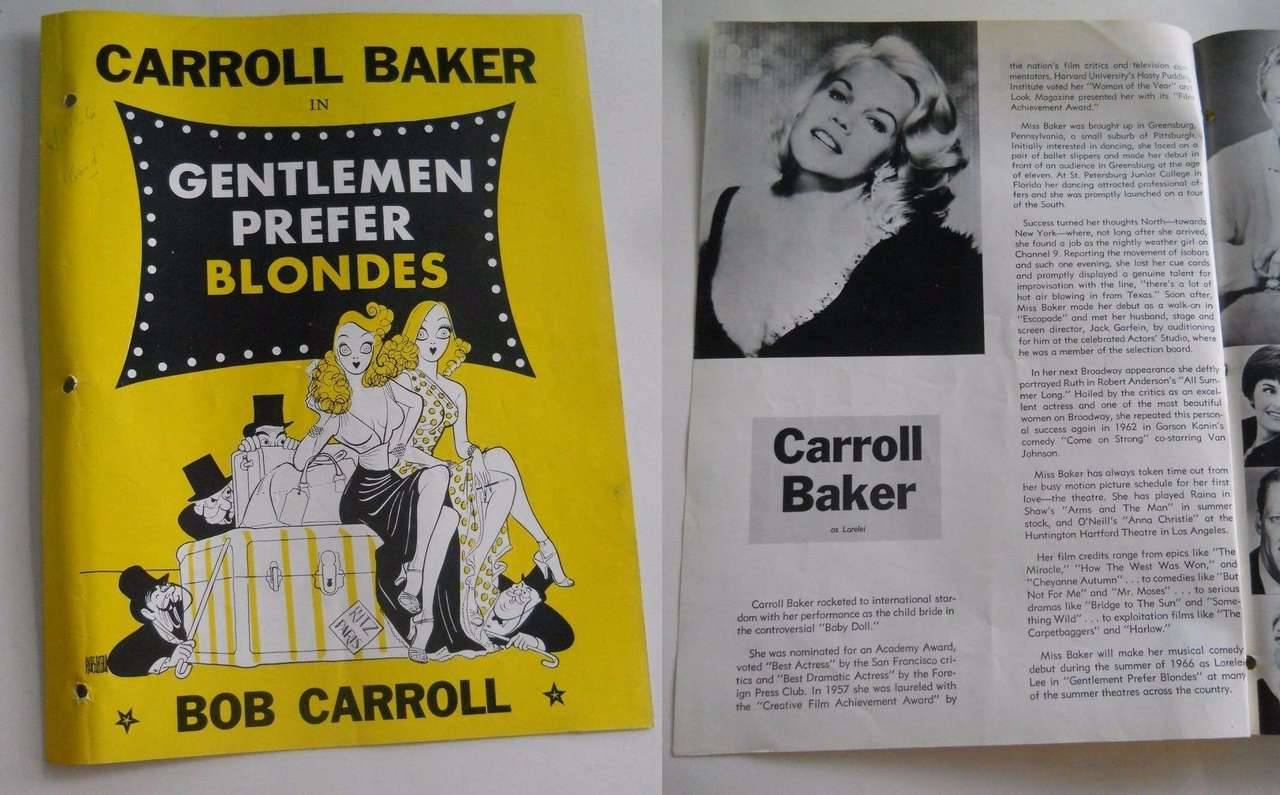 CARROLL BAKER
IN
GENTLEMEN
PREFER
BLONDES
RITZ
PARIS
BOB CARROLL
Carroll
Baker
as Lorelei
Carroll Baker rocketed to international star-
dom with her performance as the child bride in
the controversial "Baby Doll."
She was nominated for an Academy Award,
voted "Best Actress" by the San Francisco cri-
tics and "Best Dramatic Actress" by the Fore-
ign Press Club. In 1957 she was laureled with
the "Creative Film Achievement Award" by
the nation's film critics and television com-
mentators, Harvard University's Hasty Pudding
Institute voted her "Woman of the Year" and
Look Magazine presented her with its "Film
Achievement Award."
Miss Baker was brought up in Greensburg,
Pennsylvania, a small suburb of Pittsburgh.
Initially interested in dancing, she laced on a
pair of ballet slippers and made her debut in
front of an audience in Greensburg at the age
of eleven. At St. Petersburg Junior College in
Florida her dancing attracted professional of-
fers and she was promptly launched on a tour
of the South.
Success turned her thoughts North—towards
New York—where, not long after she arrived,
she found a job as the nightly weather girl on
Channel 9. Reporting the movement of isobars
and such one evening, she lost her cue cards
and promptly displayed a genuine talent for
improvisation with the line, "there's a lot of
hot air blowing in from Texas." Soon after,
Miss Baker made her debut as a walk-on in
"Escapade" and met her husband, stage and
screen director, Jack Garfein, by auditioning
for him at the celebrated Actors' Studio, where
he was a member of the selection board.
In her next Broadway appearance she deftly
portrayed Ruth in Robert Anderson's "All Sum-
mer Long." Hailed by the critics as an excel-
lent actress and one of the most beautiful
women on Broadway, she repeated this person-
al success again in 1962 in Garson Kanin's
comedy "Come on Strong" co-starring Van
Johnson.
Miss Baker has always taken time out from
her busy motion picture schedule for her first
love—the theatre. She has played Raina in
Shaw's "Arms and The Man" in summer
stock, and O'Neill's "Anna Christie" at the
Huntington Hartford Theatre in Los Angeles.
Her film credits range from epics like "The
Miracle," "How The West Was Won," and
"Cheyanne Autumn" . . . to comedies like "But
Not For Me" and "Mr. Moses" . . . to serious
dramas like "Bridge to The Sun" and "Some-
thing Wild" . . . to exploitation films like "The
Carpetbaggers" and "Harlow."
Miss Baker will make her musical comedy
debut during the summer of 1966 as Lorelei
Lee in "Gentlement Prefer Blondes" at many
of the summer theatres across the country.